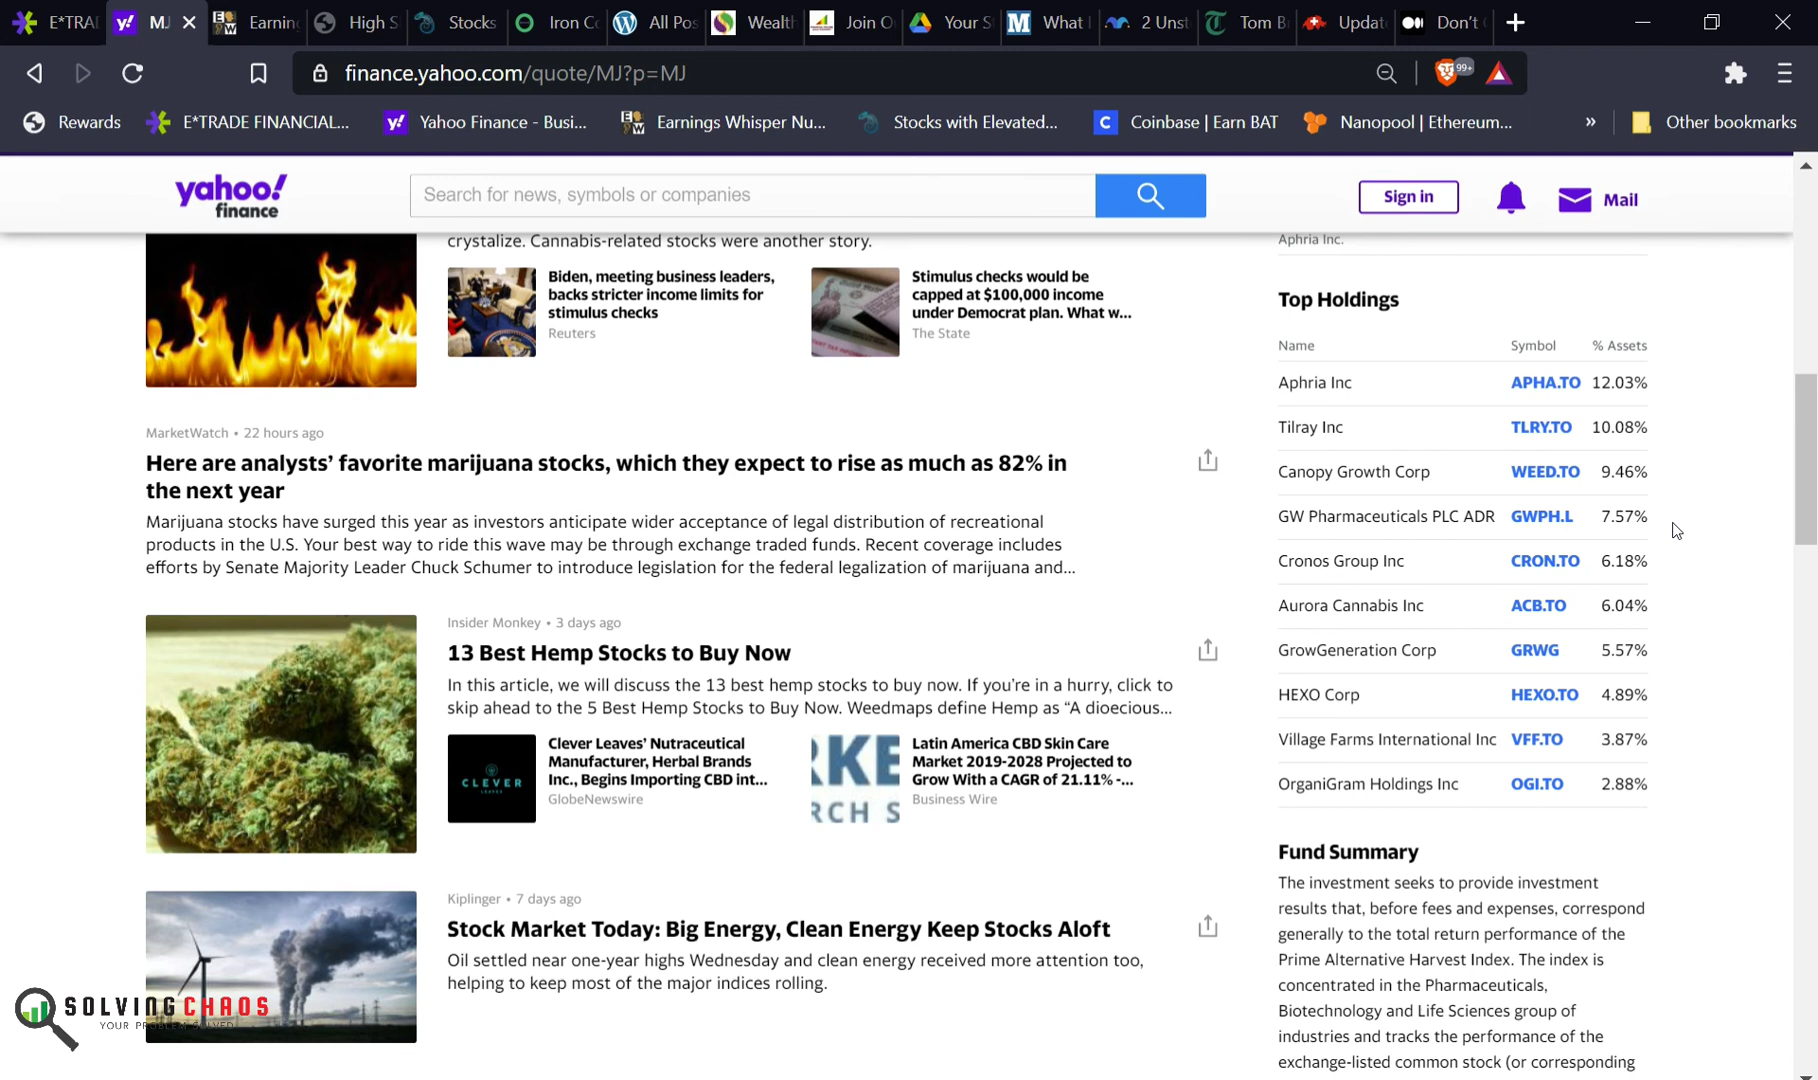 E*TRA
MJ
Earning
High S
Stocks
Iron Co
All Pos
Wealth
Join O
Your S
What
2 Unst
Tom B
Updat
Don't
finance.yahoo.com/quote/MJ?p=MJ
99+
Rewards
E*TRADE FINANCIAL...
Yahoo Finance - Busi...
Earnings Whisper Nu...
Stocks with Elevated...
Coinbase | Earn BAT
Nanopool | Ethereum...
»
Other bookmarks
yahoo!
finance
Search for news, symbols or companies
Sign in
Mail
crystalize. Cannabis-related stocks were another story.
Biden, meeting business leaders,
backs stricter income limits for
stimulus checks
Reuters
Stimulus checks would be
capped at $100,000 income
under Democrat plan. What w...
The State
MarketWatch • 22 hours ago
Here are analysts’ favorite marijuana stocks, which they expect to rise as much as 82% in
the next year
Marijuana stocks have surged this year as investors anticipate wider acceptance of legal distribution of recreational
products in the U.S. Your best way to ride this wave may be through exchange traded funds. Recent coverage includes
efforts by Senate Majority Leader Chuck Schumer to introduce legislation for the federal legalization of marijuana and...
Insider Monkey • 3 days ago
13 Best Hemp Stocks to Buy Now
In this article, we will discuss the 13 best hemp stocks to buy now. If you’re in a hurry, click to
skip ahead to the 5 Best Hemp Stocks to Buy Now. Weedmaps define Hemp as “A dioecious...
CLEVER
LEAVES
Clever Leaves’ Nutraceutical
Manufacturer, Herbal Brands
Inc., Begins Importing CBD int...
GlobeNewswire
RKE
RCH S
Latin America CBD Skin Care
Market 2019-2028 Projected to
Grow With a CAGR of 21.11% -...
Business Wire
Kiplinger • 7 days ago
Stock Market Today: Big Energy, Clean Energy Keep Stocks Aloft
Oil settled near one-year highs Wednesday and clean energy received more attention too,
helping to keep most of the major indices rolling.
SOLVINGCHAOS
YOUR PROBLEM SOLVED
Aphria Inc.
Top Holdings
Name Symbol % Assets
Aphria Inc APHA.TO 12.03%
Tilray Inc TLRY.TO 10.08%
Canopy Growth Corp WEED.TO 9.46%
GW Pharmaceuticals PLC ADR GWPH.L 7.57%
Cronos Group Inc CRON.TO 6.18%
Aurora Cannabis Inc ACB.TO 6.04%
GrowGeneration Corp GRWG 5.57%
HEXO Corp HEXO.TO 4.89%
Village Farms International Inc VFF.TO 3.87%
OrganiGram Holdings Inc OGI.TO 2.88%
Fund Summary
The investment seeks to provide investment
results that, before fees and expenses, correspond
generally to the total return performance of the
Prime Alternative Harvest Index. The index is
concentrated in the Pharmaceuticals,
Biotechnology and Life Sciences group of
industries and tracks the performance of the
exchange-listed common stock (or corresponding